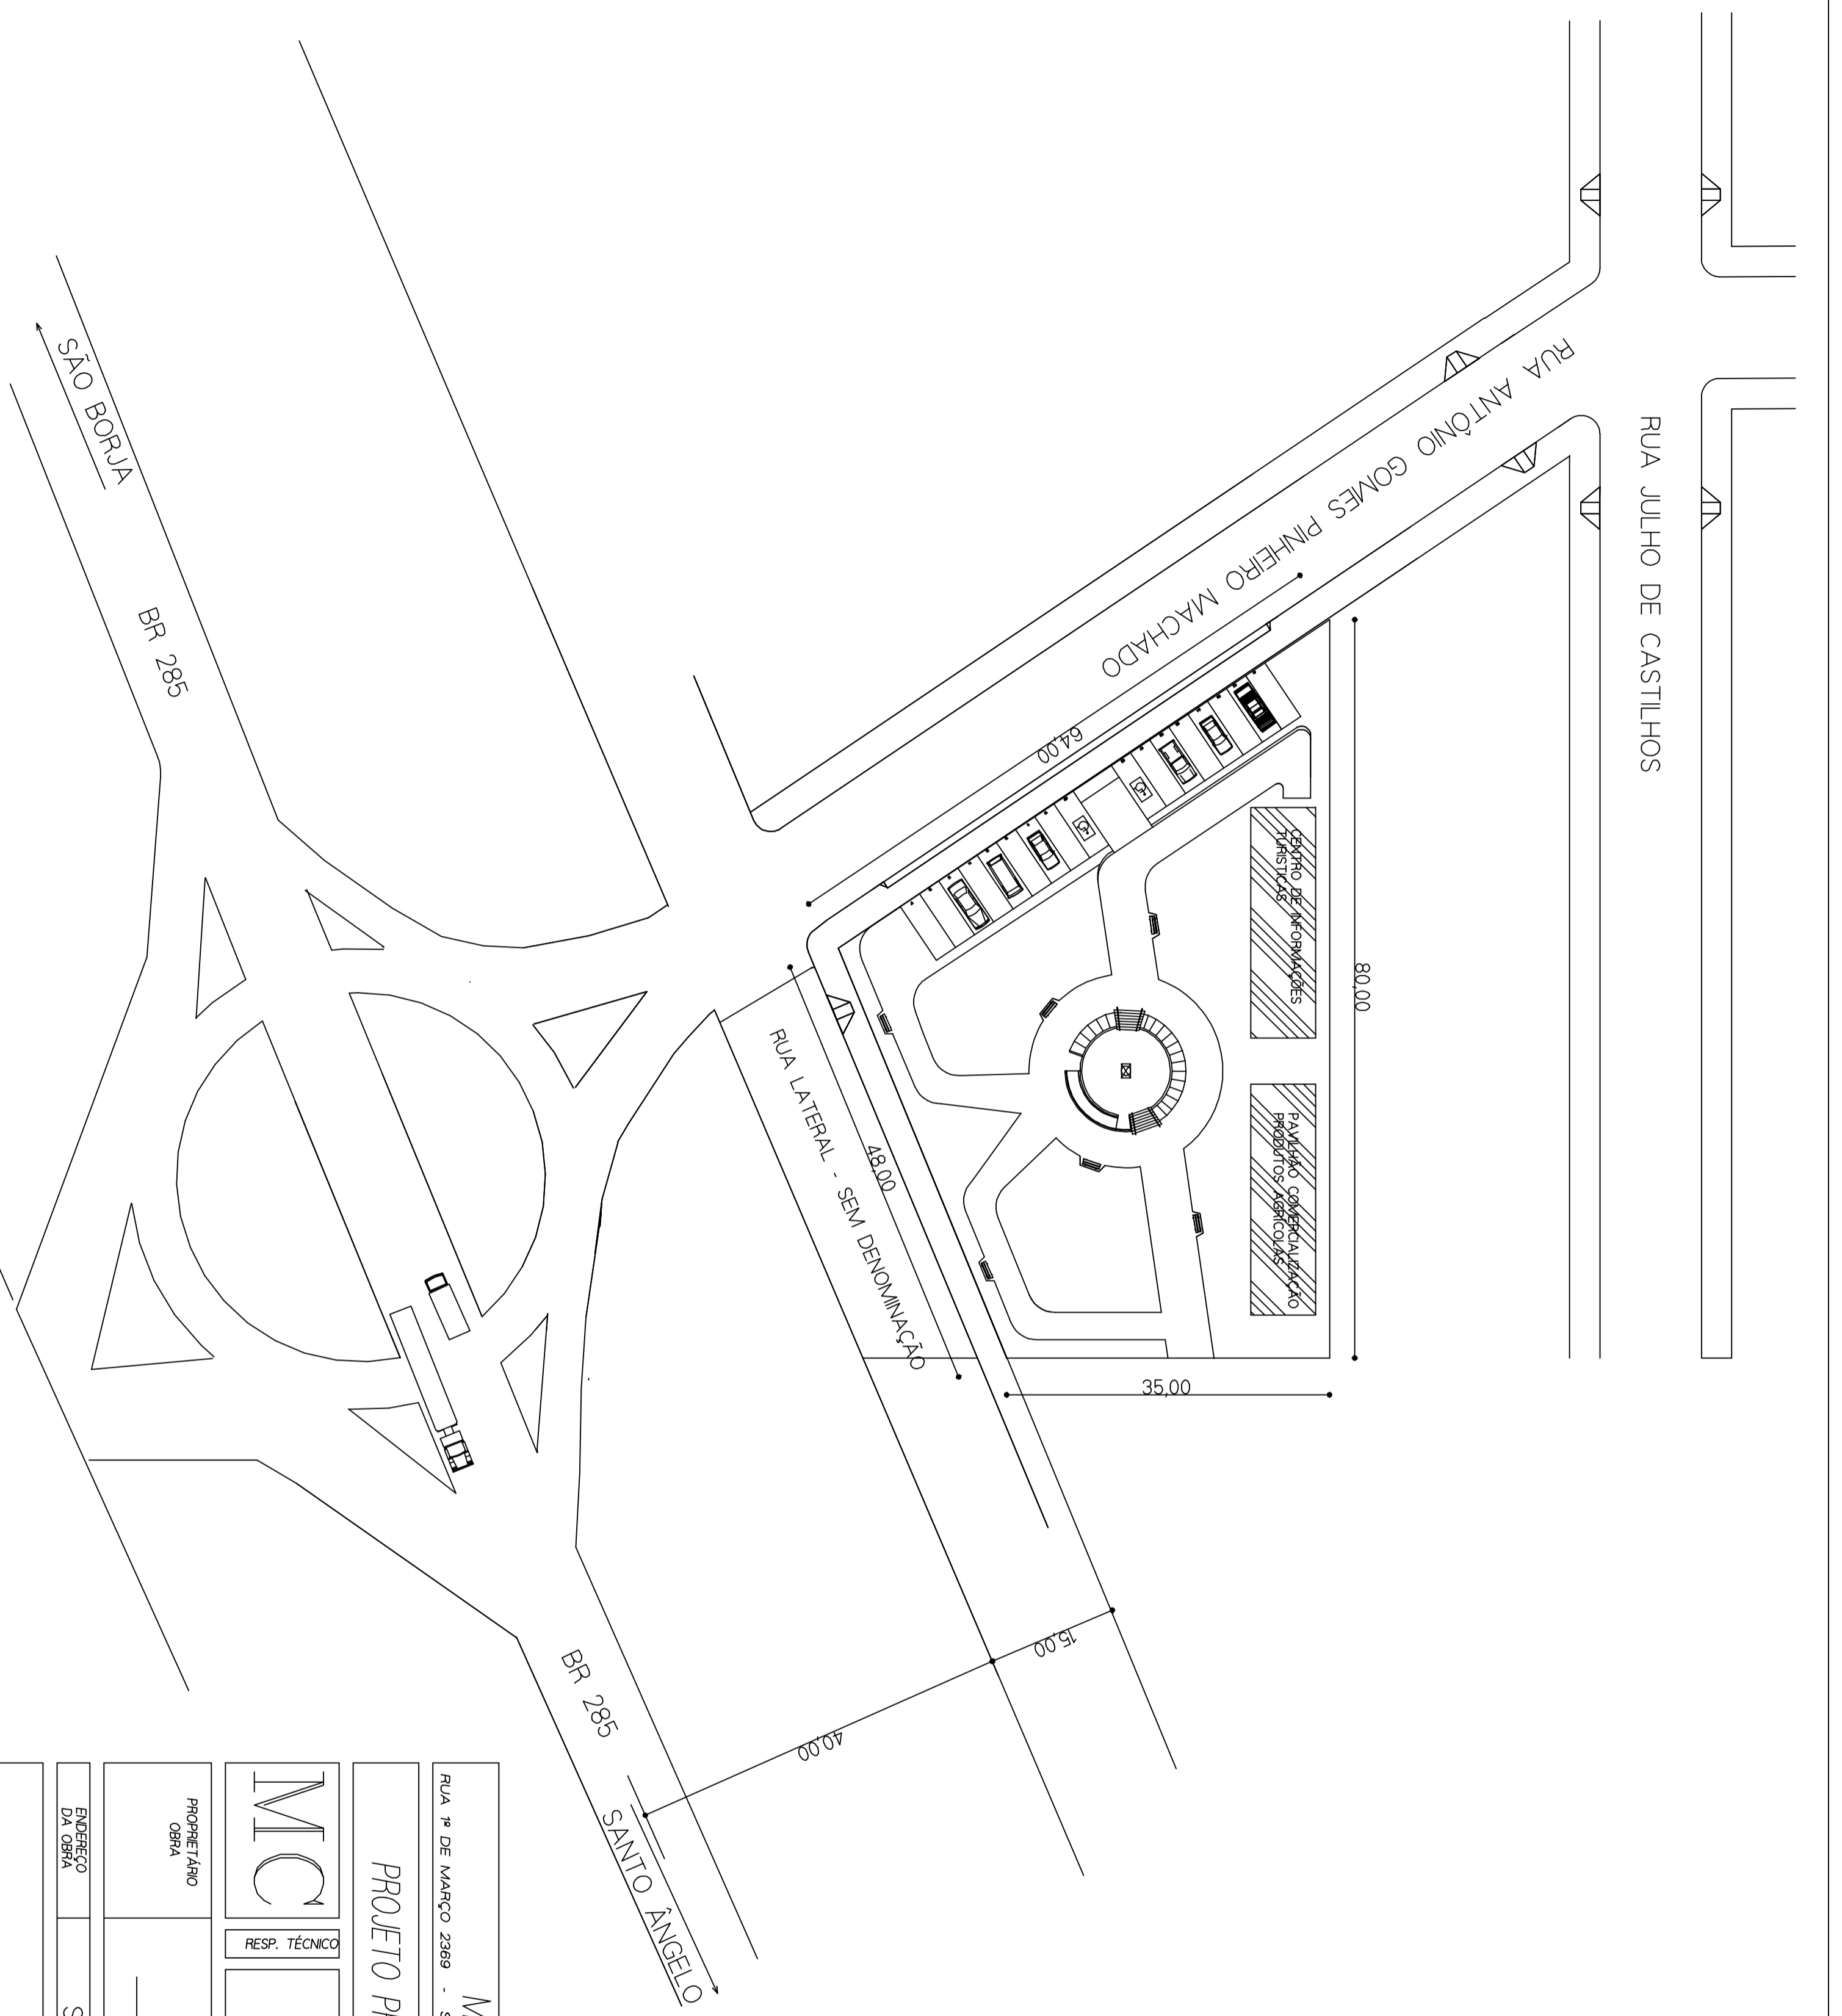 RUA JULHO DE CASTILHOS
RUA ANTÔNIO GOMES PINHEIRO MACHADO
64,00
80,00
CENTRO DE INFORMAÇÕES
TURISTICAS
PAVILHÃO COMERCIALIZAÇÃO
PRODUTOS AGRÍCOLAS
35,00
48,00
RUA LATERAL - SEM DENOMINAÇÃO
15,00
40,00
SÃO BORJA
BR 285
BR 285
SANTO ÂNGELO
RUA 1º DE MARÇO 2369 -
PROJETO
MC
RESP. TÉCNICO
PROPRIETÁRIO
OBRA
ENDEREÇO
DA OBRA